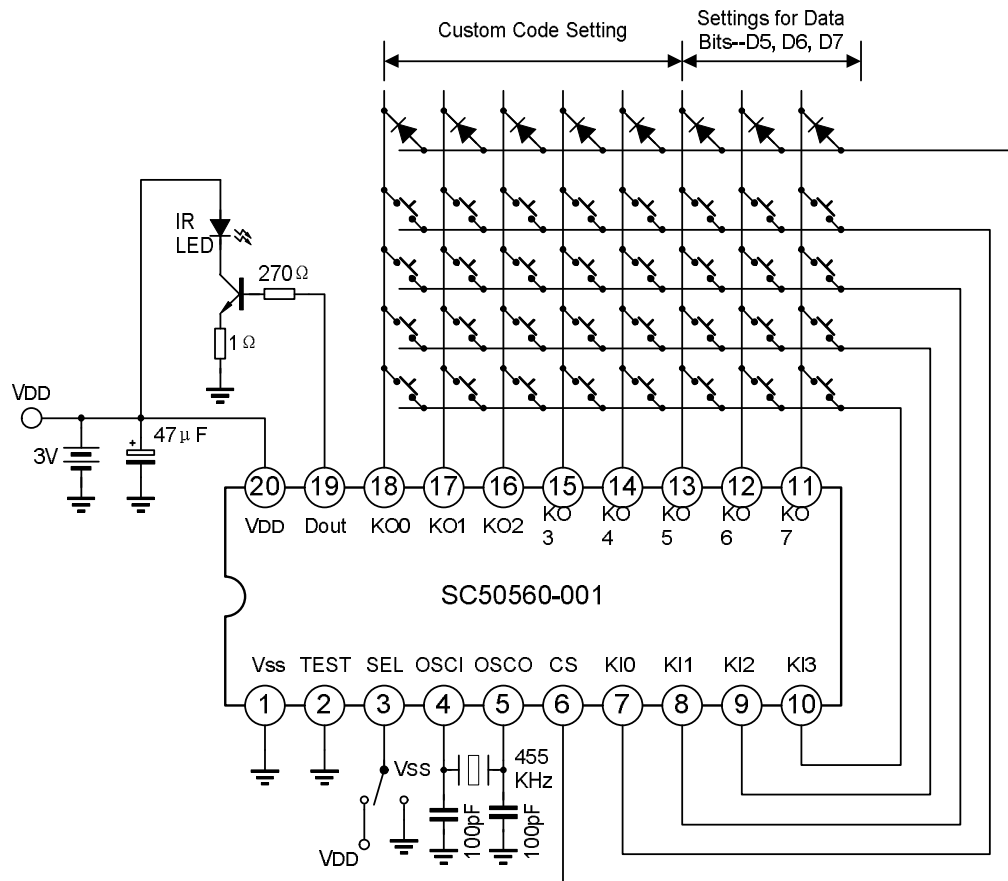 Custom Code Setting
Settings for Data
Bits--D5, D6, D7
IR
LED
270Ω
1Ω
VDD
3V
+
47μF
20 19 18 17 16 15 14 13 12 11
VDD Dout KO0 KO1 KO2 KO KO KO KO KO
3 4 5 6 7
SC50560-001
Vss TEST SEL OSCI OSCO CS KI0 KI1 KI2 KI3
1 2 3 4 5 6 7 8 9 10
Vss
455
KHz
100pF
100pF
VDD